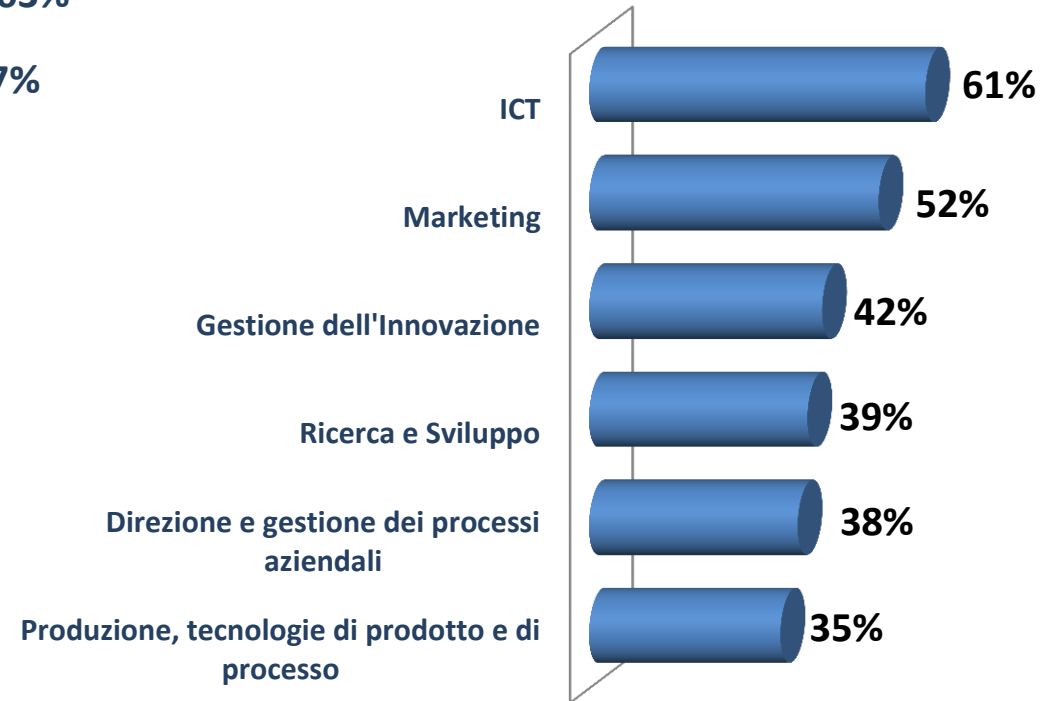 7%
ICT
61%
Marketing
52%
Gestione dell'Innovazione
42%
Ricerca e Sviluppo
39%
Direzione e gestione dei processi
aziendali
38%
Produzione, tecnologie di prodotto e di
processo
35%